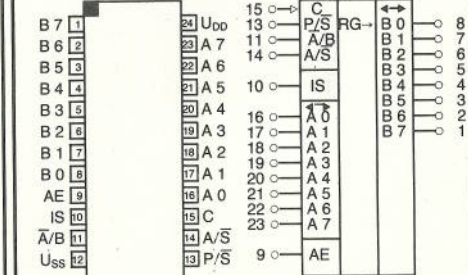 B 7 1 24 U_DD
B 6 2 23 A 7
B 5 3 22 A 6
B 4 4 21 A 5
B 3 5 20 A 4
B 2 6 19 A 3
B 1 7 18 A 2
B 0 8 17 A 1
AE 9 16 A 0
IS 10 15 C
A̅/B 11 14 A/S̅
U_SS 12 13 P/S̅
15 C ↔
13 P/S̅ RG→ B 0 8
11 A̅/B B 1 7
14 A/S̅ B 2 6
B 3 5
10 IS B 4 4
B 5 3
↔ B 6 2
16 A 0 B 7 1
17 A 1
18 A 2
19 A 3
20 A 4
21 A 5
22 A 6
23 A 7
9 AE